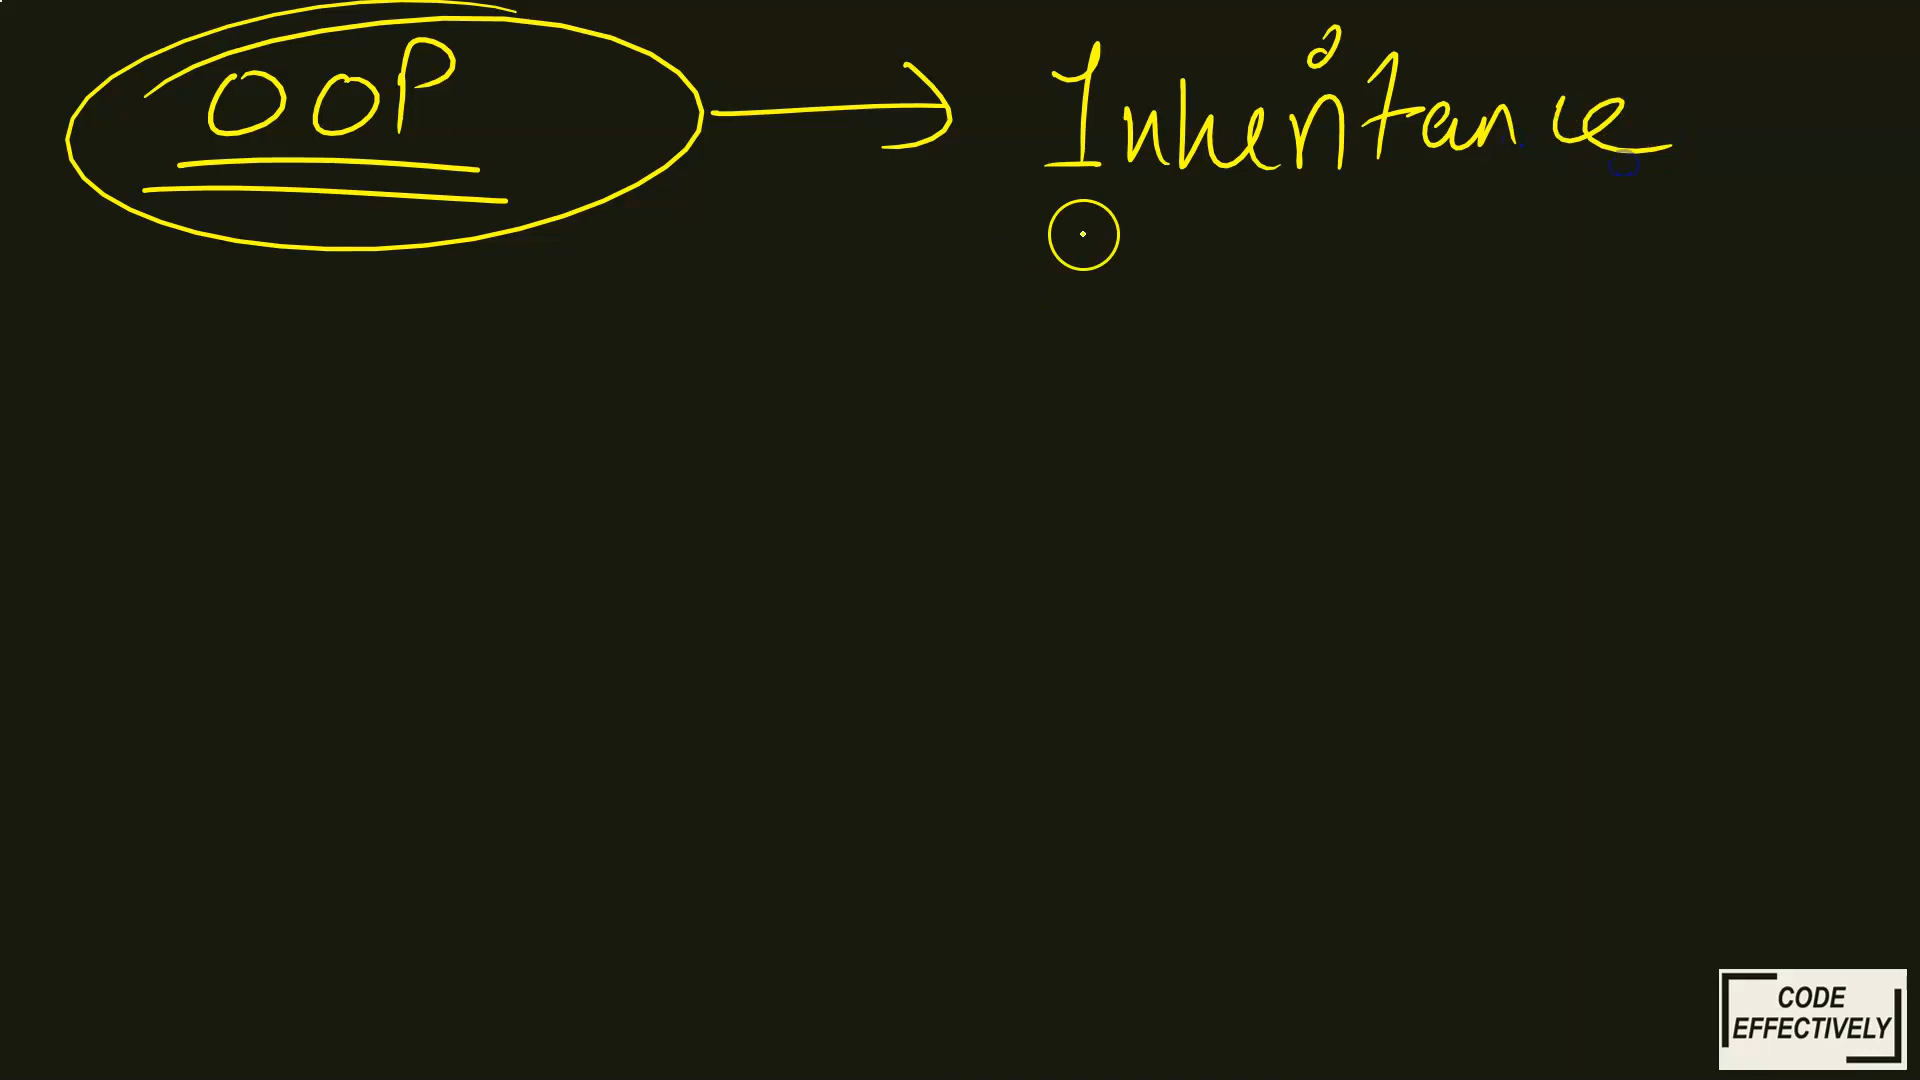 OOP → Inheritance
CODE
EFFECTIVELY